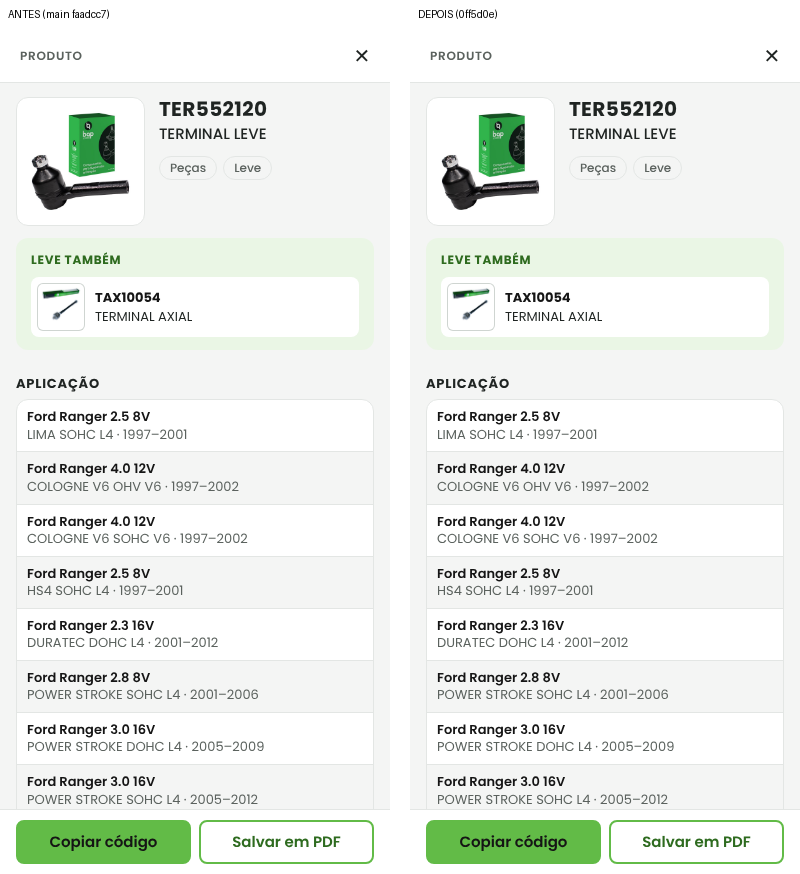 ANTES (main faadcc7)
PRODUTO
✕
bap
TER552120
TERMINAL LEVE
Peças
Leve
LEVE TAMBÉM
TAX10054
TERMINAL AXIAL
APLICAÇÃO
Ford Ranger 2.5 8V
LIMA SOHC L4 · 1997–2001
Ford Ranger 4.0 12V
COLOGNE V6 OHV V6 · 1997–2002
Ford Ranger 4.0 12V
COLOGNE V6 SOHC V6 · 1997–2002
Ford Ranger 2.5 8V
HS4 SOHC L4 · 1997–2001
Ford Ranger 2.3 16V
DURATEC DOHC L4 · 2001–2012
Ford Ranger 2.8 8V
POWER STROKE SOHC L4 · 2001–2006
Ford Ranger 3.0 16V
POWER STROKE DOHC L4 · 2005–2009
Ford Ranger 3.0 16V
POWER STROKE SOHC L4 · 2005–2012
Copiar código
Salvar em PDF
DEPOIS (0ff5d0e)
PRODUTO
✕
bap
TER552120
TERMINAL LEVE
Peças
Leve
LEVE TAMBÉM
TAX10054
TERMINAL AXIAL
APLICAÇÃO
Ford Ranger 2.5 8V
LIMA SOHC L4 · 1997–2001
Ford Ranger 4.0 12V
COLOGNE V6 OHV V6 · 1997–2002
Ford Ranger 4.0 12V
COLOGNE V6 SOHC V6 · 1997–2002
Ford Ranger 2.5 8V
HS4 SOHC L4 · 1997–2001
Ford Ranger 2.3 16V
DURATEC DOHC L4 · 2001–2012
Ford Ranger 2.8 8V
POWER STROKE SOHC L4 · 2001–2006
Ford Ranger 3.0 16V
POWER STROKE DOHC L4 · 2005–2009
Ford Ranger 3.0 16V
POWER STROKE SOHC L4 · 2005–2012
Copiar código
Salvar em PDF